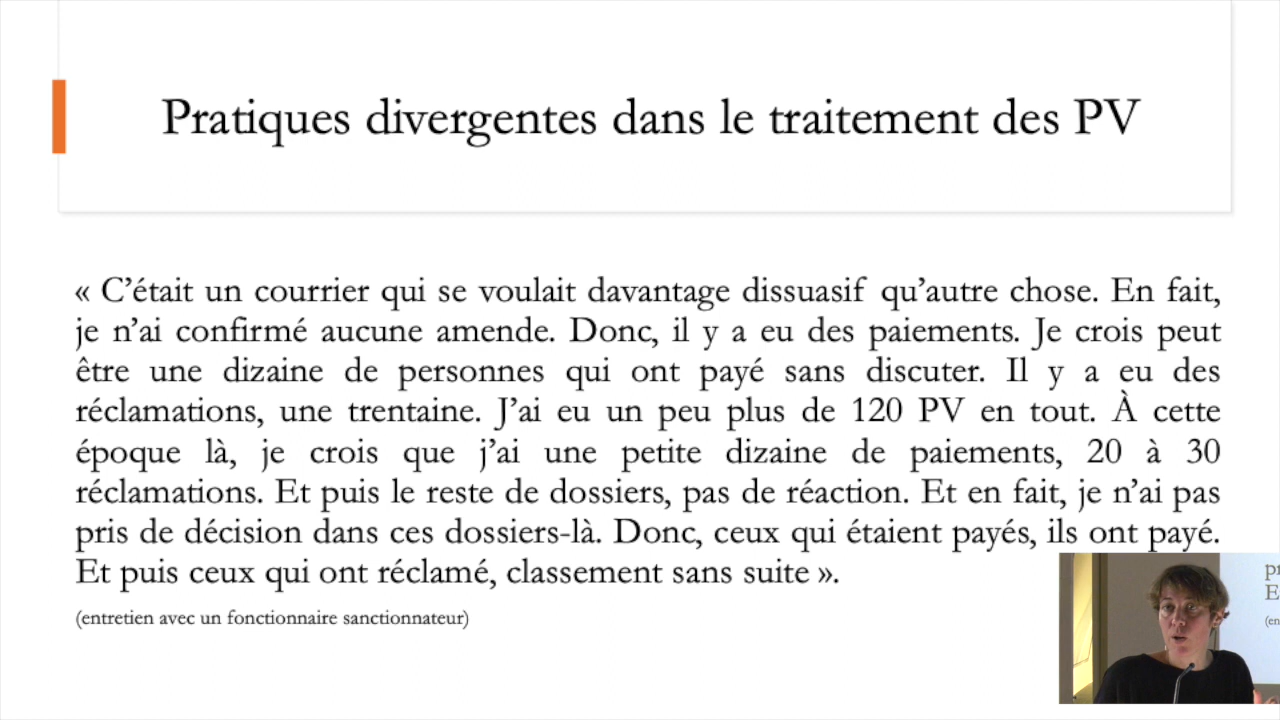 Pratiques divergentes dans le traitement des PV
« C’était un courrier qui se voulait davantage dissuasif qu’autre chose. En fait,
je n’ai confirmé aucune amende. Donc, il y a eu des paiements. Je crois peut
être une dizaine de personnes qui ont payé sans discuter. Il y a eu des
réclamations, une trentaine. J’ai eu un peu plus de 120 PV en tout. À cette
époque là, je crois que j’ai une petite dizaine de paiements, 20 à 30
réclamations. Et puis le reste de dossiers, pas de réaction. Et en fait, je n’ai pas
pris de décision dans ces dossiers-là. Donc, ceux qui étaient payés, ils ont payé.
Et puis ceux qui ont réclamé, classement sans suite ».
(entretien avec un fonctionnaire sanctionnateur)